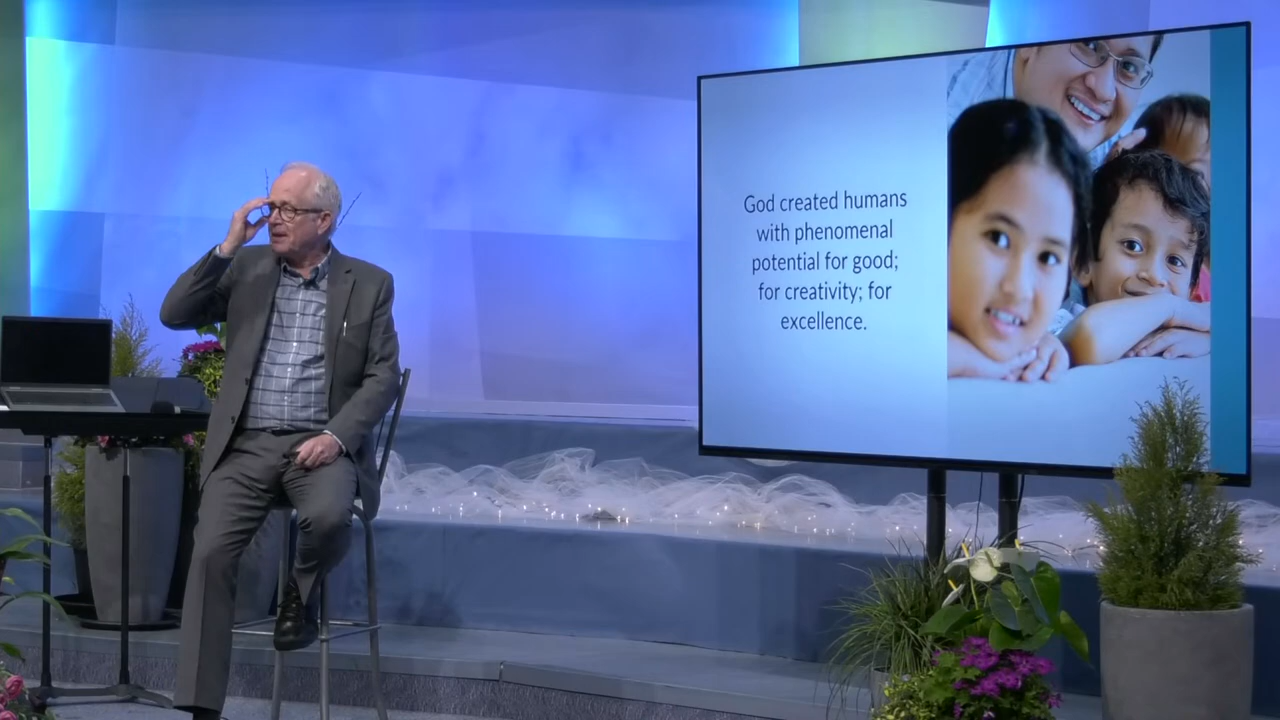 God created humans
with phenomenal
potential for good;
for creativity; for
excellence.